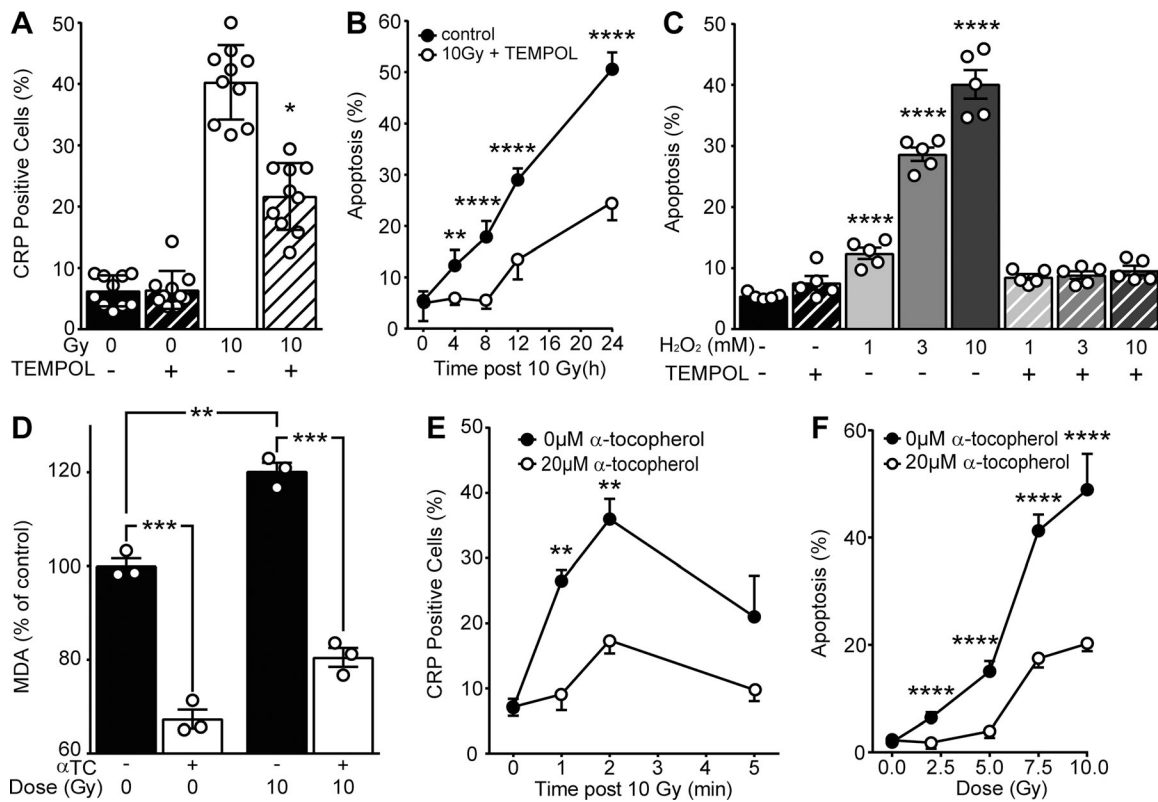 A
CRP Positive Cells (%)
50
40
30
20
10
0
*
Gy 0 0 10 10
TEMPOL - + - +
B
Apoptosis (%)
60
50
40
30
20
10
0
control
10Gy + TEMPOL
**
****
****
****
0 4 8 12 24
Time post 10 Gy(h)
C
Apoptosis (%)
50
40
30
20
10
0
****
****
****
H₂O₂ (mM) - - 1 3 10 1 3 10
TEMPOL - + - - - + + +
D
MDA (% of control)
120
100
80
60
**
***
***
αTC - + - +
Dose (Gy) 0 0 10 10
E
CRP Positive Cells (%)
50
40
30
20
10
0
0μM α-tocopherol
20μM α-tocopherol
**
**
0 1 2 3 4 5
Time post 10 Gy (min)
F
Apoptosis (%)
60
40
20
0
0μM α-tocopherol
20μM α-tocopherol
****
****
****
****
0.0 2.5 5.0 7.5 10.0
Dose (Gy)